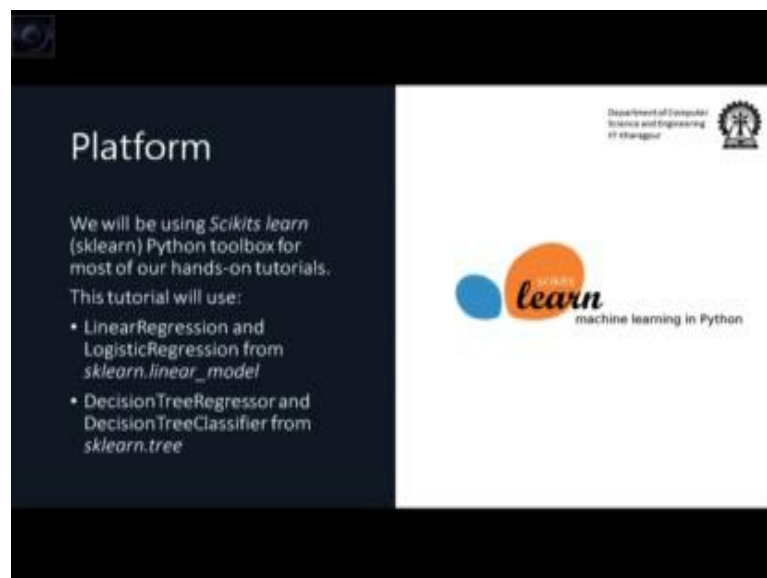 Platform
We will be using Scikits learn
(sklearn) Python toolbox for
most of our hands-on tutorials.
This tutorial will use:
• LinearRegression and
LogisticRegression from
sklearn.linear_model
• DecisionTreeRegressor and
DecisionTreeClassifier from
sklearn.tree
Department of Computer
Science and Engineering
IIT Kharagpur
scikits
learn
machine learning in Python